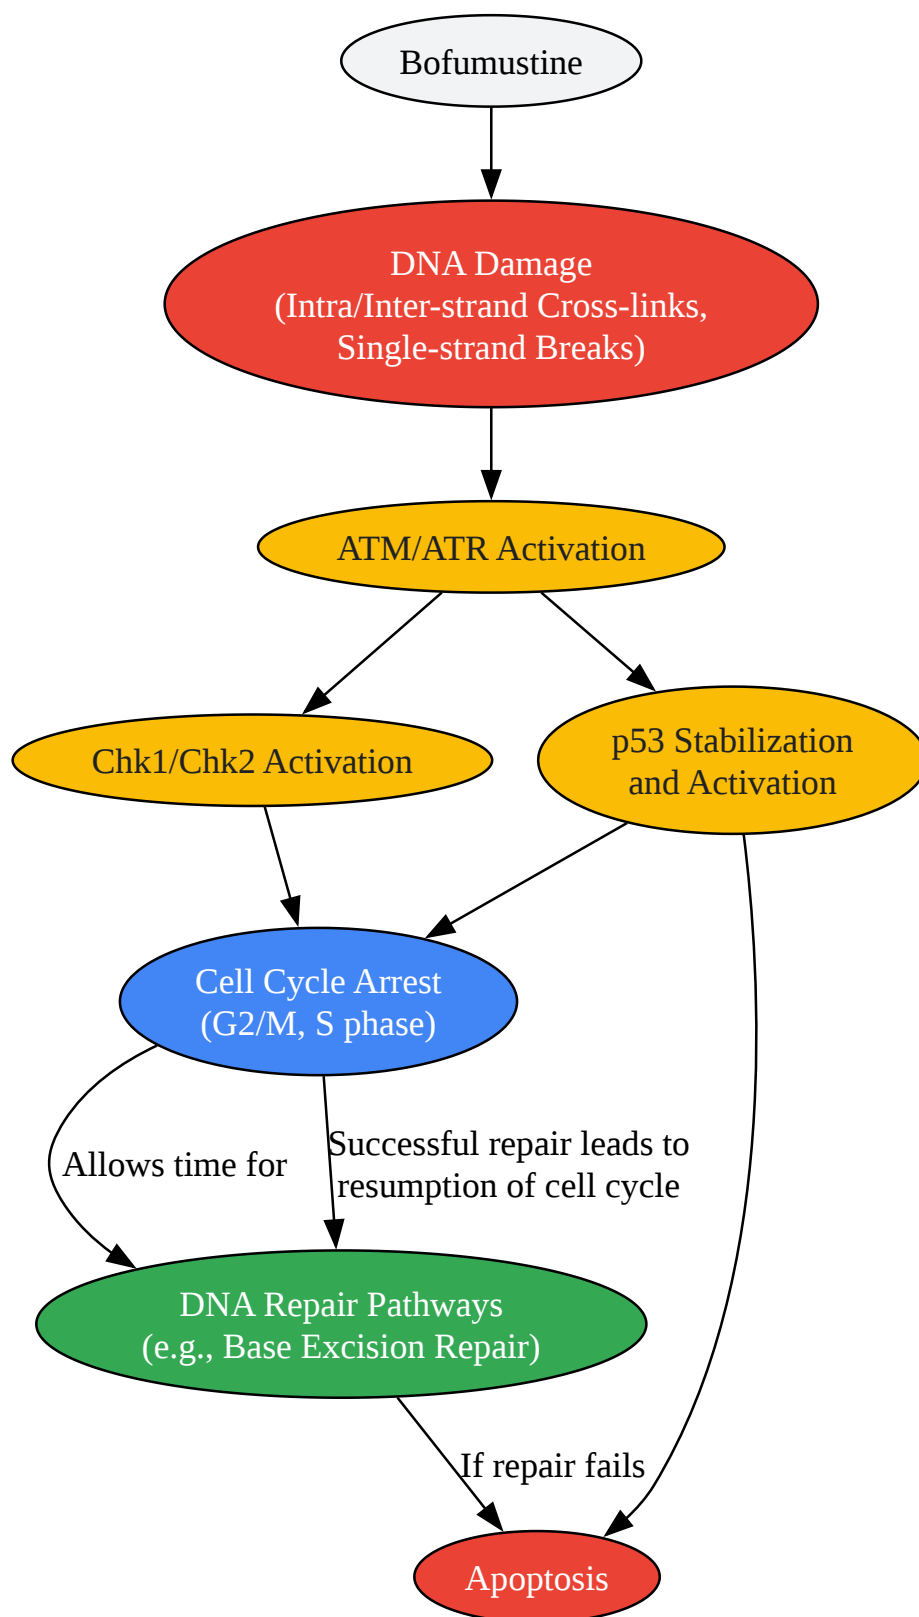 Bofumustine
DNA Damage
(Intra/Inter-strand Cross-links,
Single-strand Breaks)
ATM/ATR Activation
Chk1/Chk2 Activation
p53 Stabilization
and Activation
Cell Cycle Arrest
(G2/M, S phase)
Allows time for
Successful repair leads to
resumption of cell cycle
DNA Repair Pathways
(e.g., Base Excision Repair)
If repair fails
Apoptosis